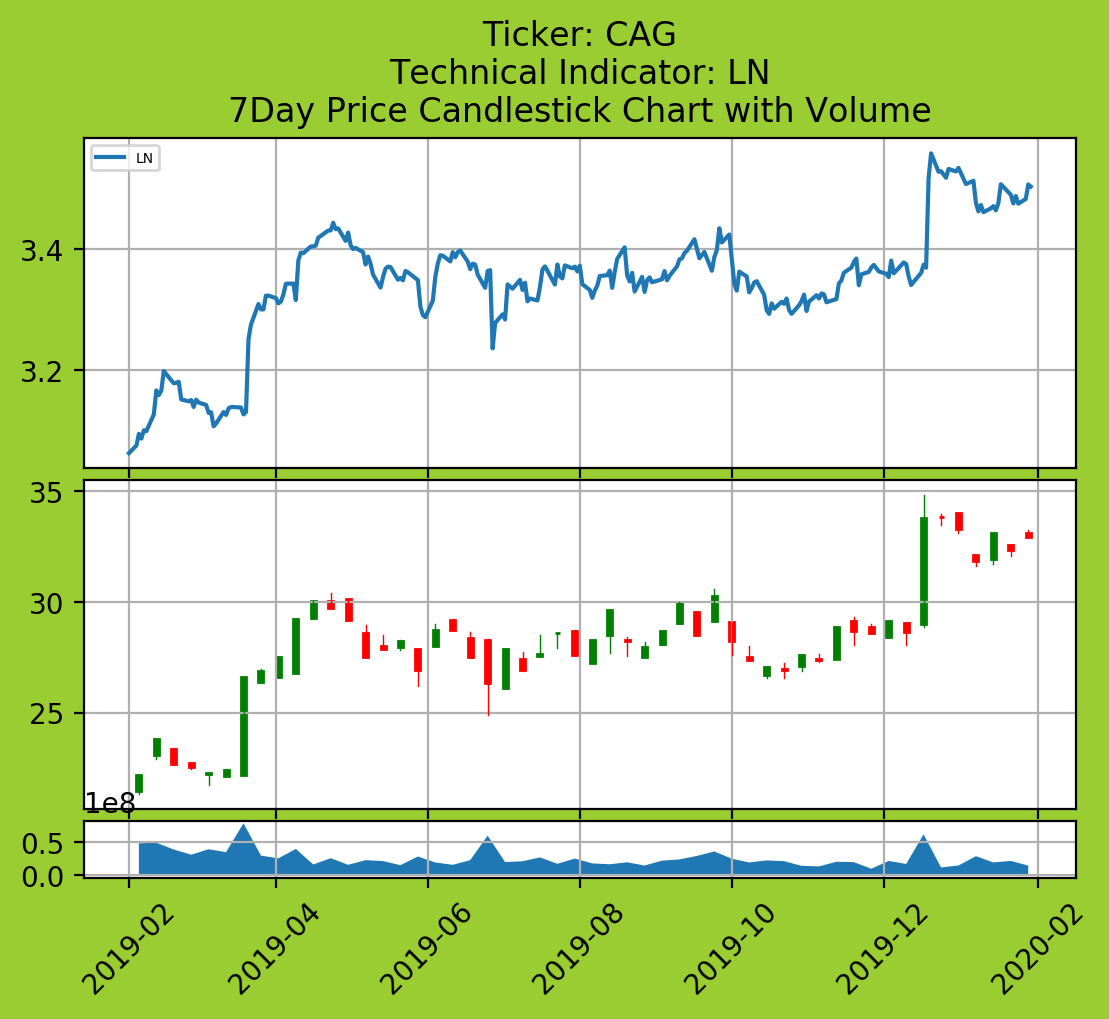 Ticker: CAG
Technical Indicator: LN
7Day Price Candlestick Chart with Volume
LN
3.4
3.2
35
30
25
1e8
0.5
0.0
2019-02
2019-04
2019-06
2019-08
2019-10
2019-12
2020-02